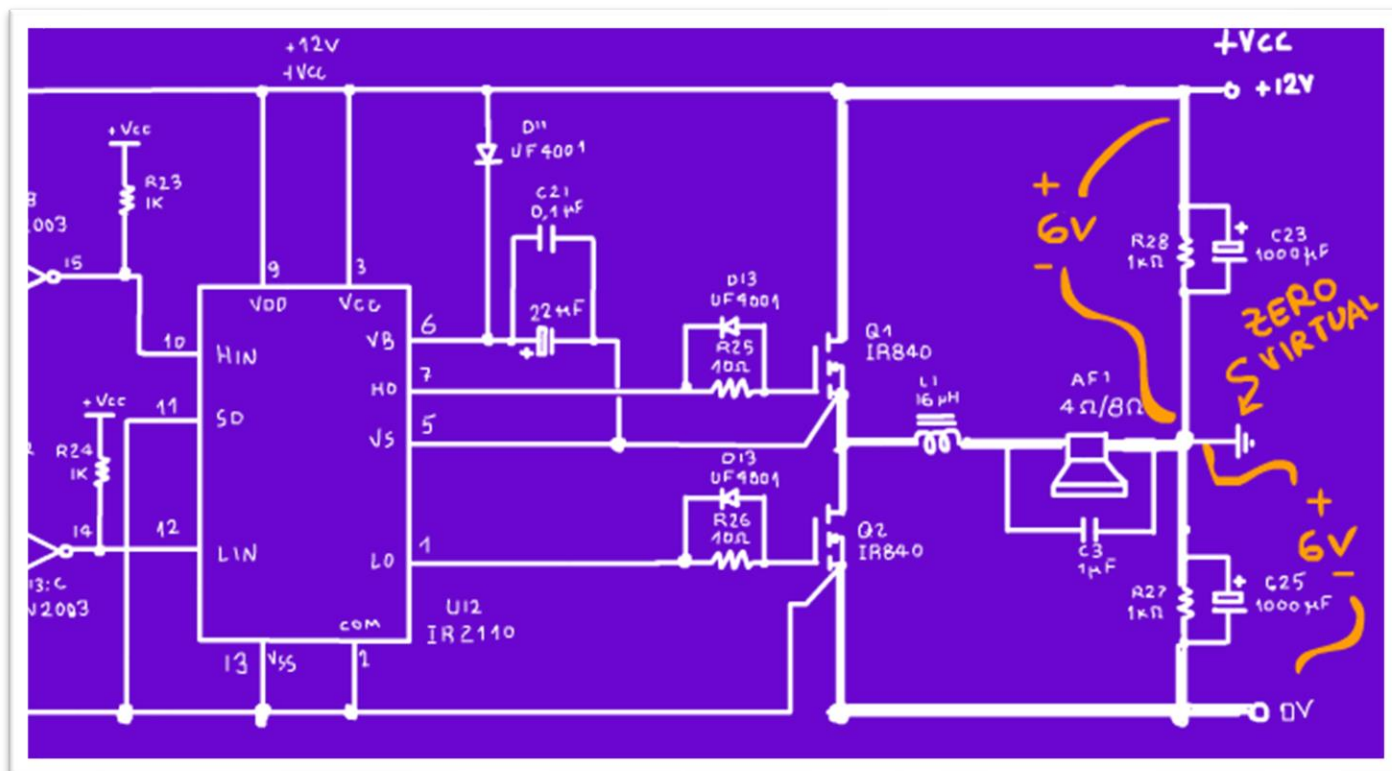 +12V
+Vcc
+Vcc
+12V
+Vcc
R23
1K
B
2003
15
D11
UF4001
C21
0,1µF
9
3
VDD
VCC
10
HIN
VB
6
22µF
+
D13
UF4001
R25
10Ω
HO
7
Q1
IR840
11
SD
VS
5
+Vcc
R24
1K
14
12
LIN
LO
1
D13
UF4001
R26
10Ω
Q2
IR840
13:C
N2003
COM
U12
IR2110
13
VSS
2
L1
16µH
AF1
4Ω/8Ω
C3
1µF
+
6V
-
R28
1KΩ
+
C23
1000µF
ZERO
VIRTUAL
+
6V
-
R27
1KΩ
+
C25
1000µF
0V